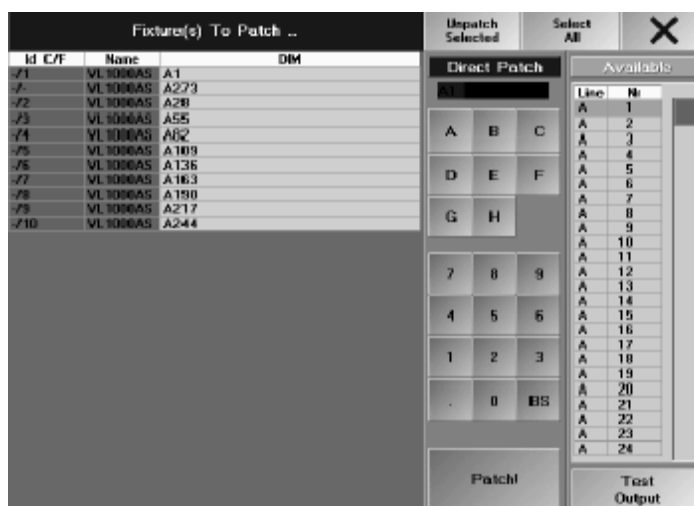 Fixture(s) To Patch ..
Unpatch Selected
Select All
Id C/F Name DIM
-/1 VL1000AS A1
-/- VL1000AS A273
-/2 VL1000AS A28
-/3 VL1000AS A55
-/4 VL1000AS A82
-/5 VL1000AS A109
-/6 VL1000AS A136
-/7 VL1000AS A163
-/8 VL1000AS A190
-/9 VL1000AS A217
-/10 VL1000AS A244
Direct Patch
A1
A B C
D E F
G H
7 8 9
4 5 6
1 2 3
. 0 BS
Patch!
Available
Line Nr
A 1
A 2
A 3
A 4
A 5
A 6
A 7
A 8
A 9
A 10
A 11
A 12
A 13
A 14
A 15
A 16
A 17
A 18
A 19
A 20
A 21
A 22
A 23
A 24
Test
Output